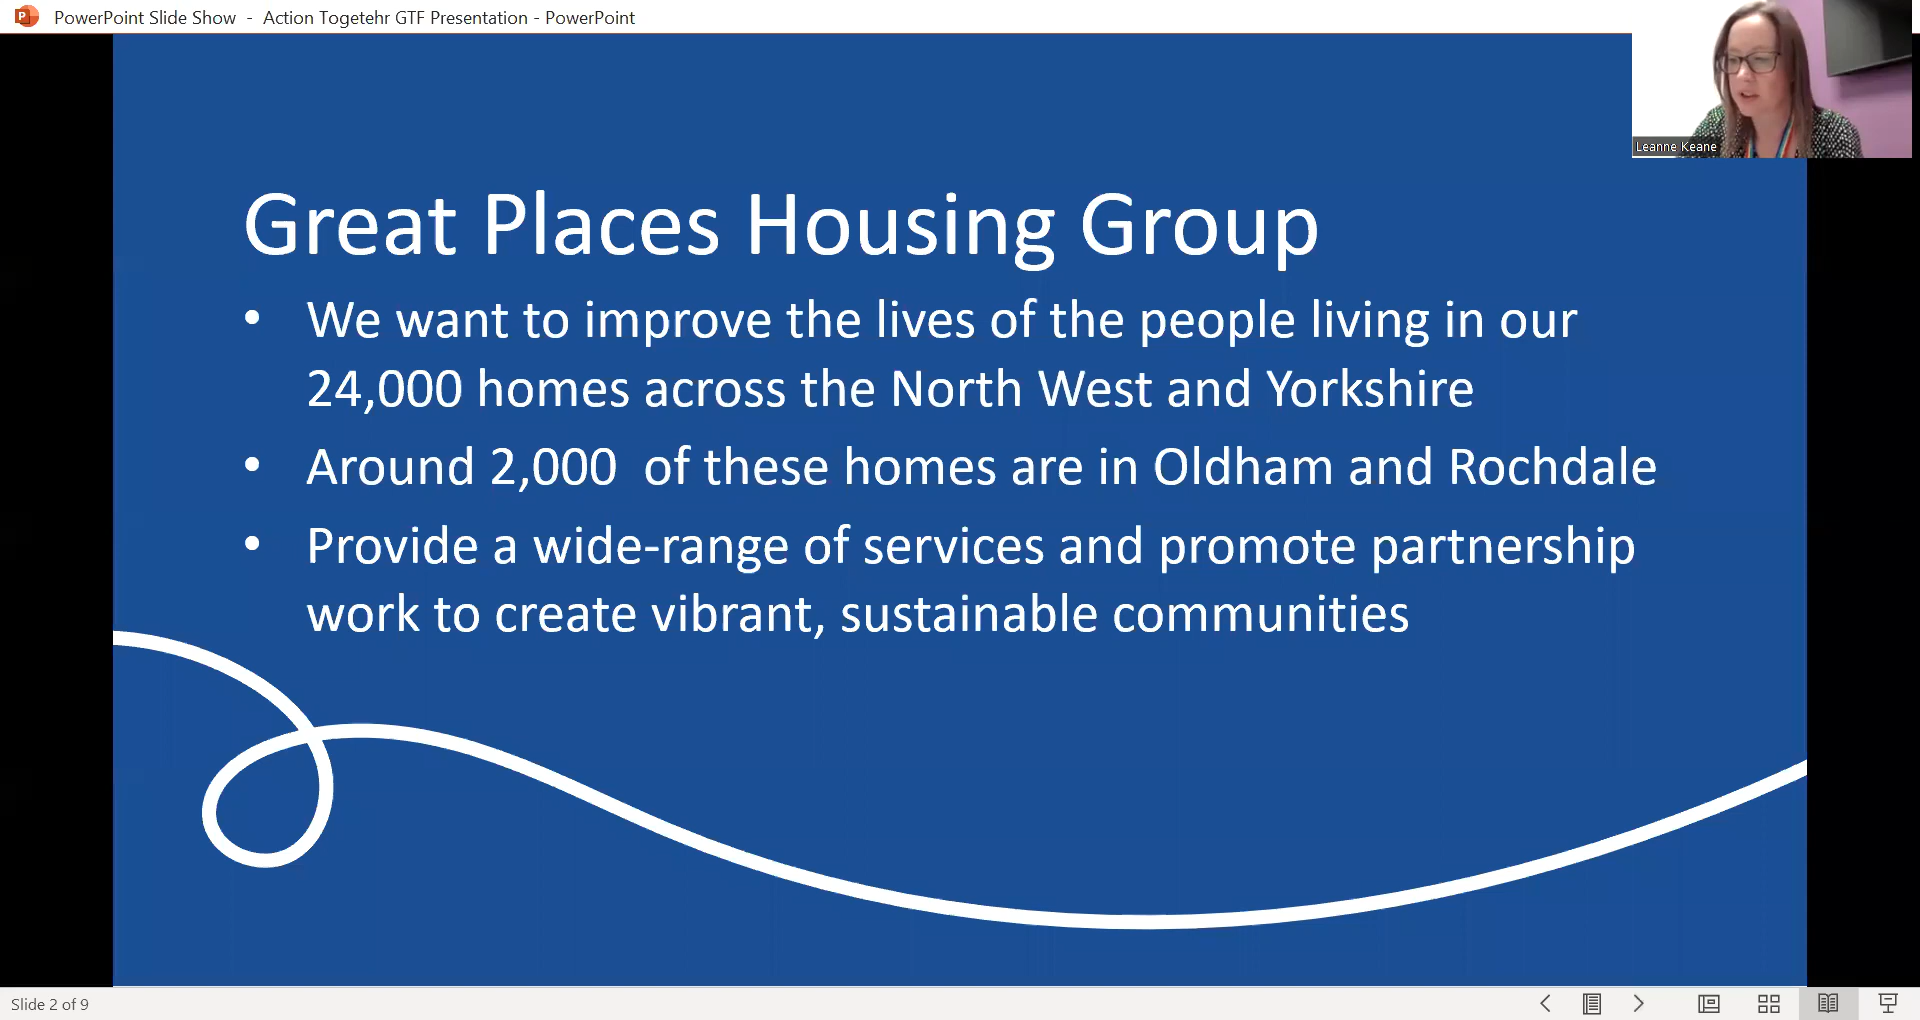 PowerPoint Slide Show - Action Togetehr GTF Presentation - PowerPoint
Leanne Keane
Great Places Housing Group
• We want to improve the lives of the people living in our
24,000 homes across the North West and Yorkshire
• Around 2,000 of these homes are in Oldham and Rochdale
• Provide a wide-range of services and promote partnership
work to create vibrant, sustainable communities
Slide 2 of 9